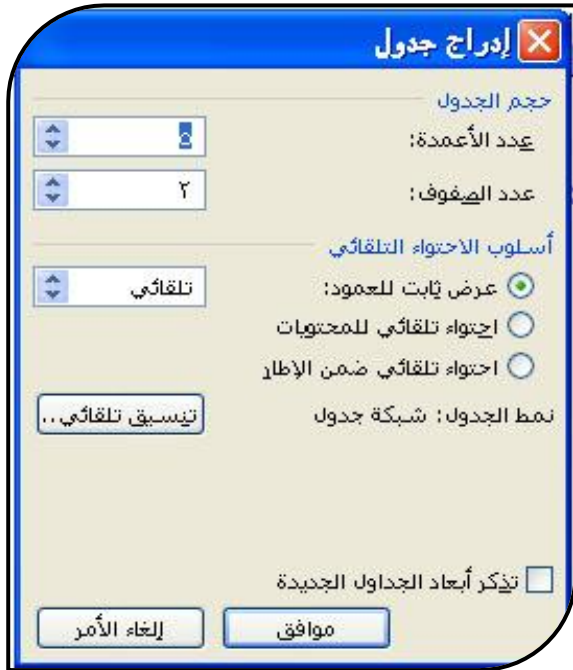 إدراج جدول
حجم الجدول
عدد الأعمدة: ٥
عدد الصفوف: ٢
أسلوب الاحتواء التلقائي
عرض ثابت للعمود: تلقائي
احتواء تلقائي للمحتويات
احتواء تلقائي ضمن الإطار
نمط الجدول: شبكة جدول تنسيق تلقائي..
تذكر أبعاد الجداول الجديدة
موافق إلغاء الأمر